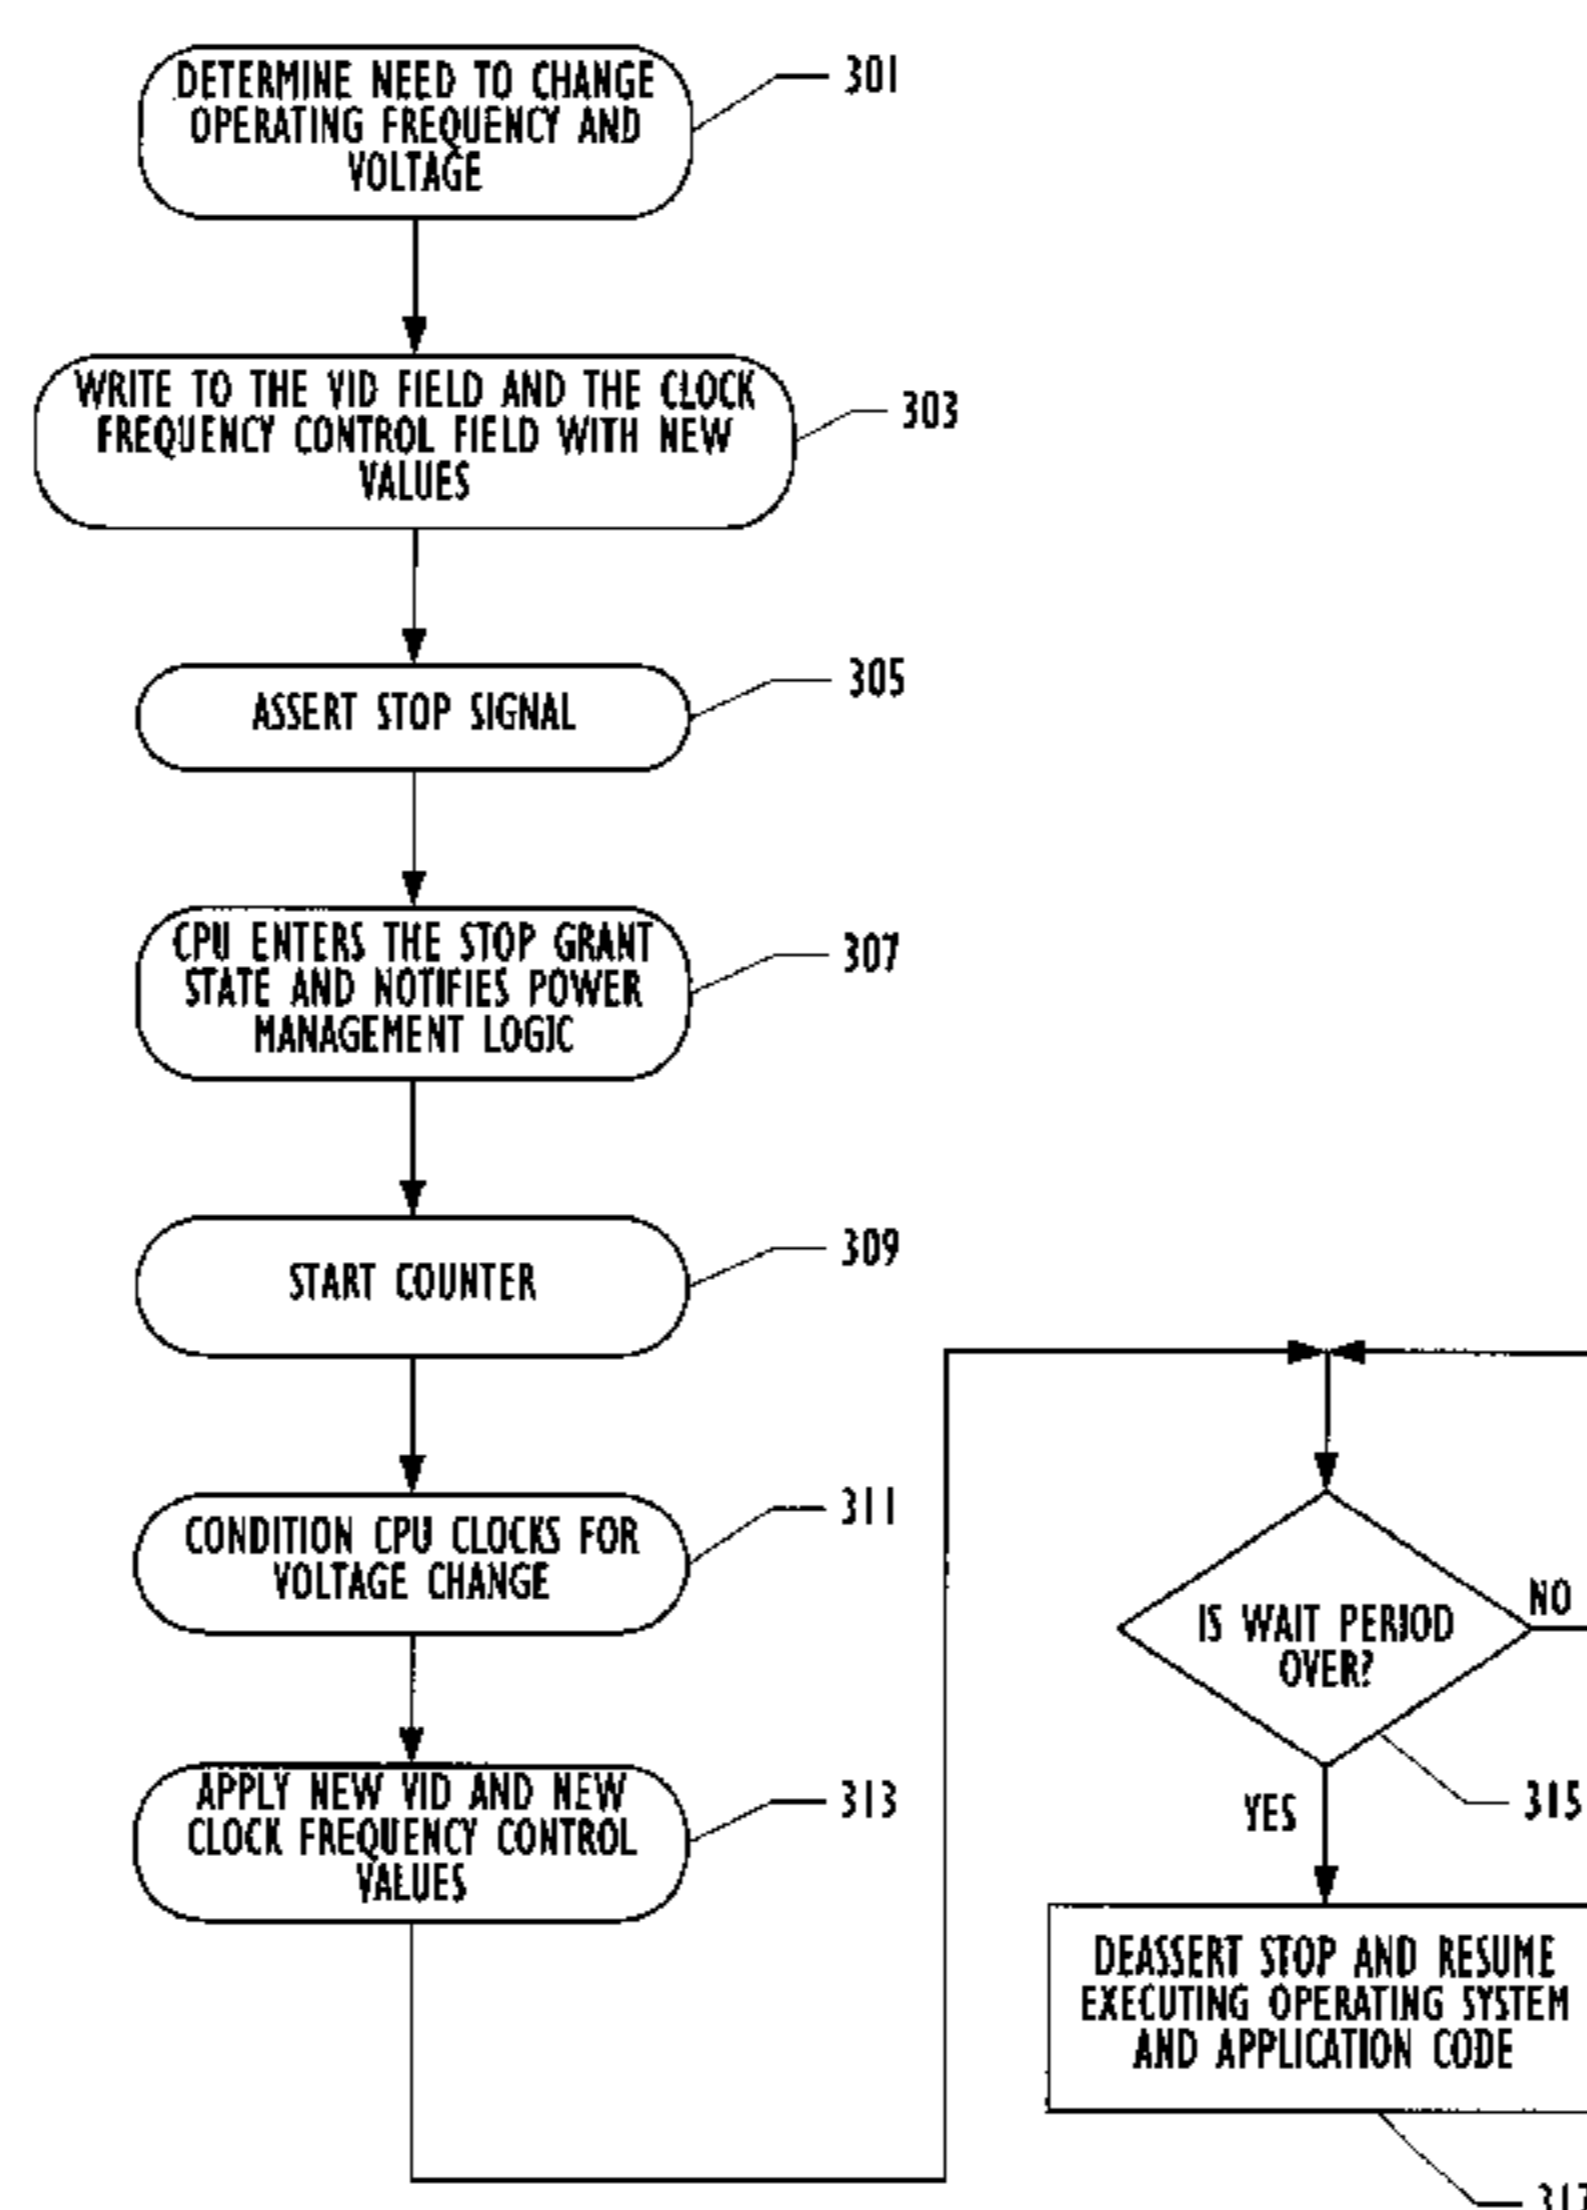 DETERMINE NEED TO CHANGE
OPERATING FREQUENCY AND
VOLTAGE
301
WRITE TO THE VID FIELD AND THE CLOCK
FREQUENCY CONTROL FIELD WITH NEW
VALUES
303
ASSERT STOP SIGNAL
305
CPU ENTERS THE STOP GRANT
STATE AND NOTIFIES POWER
MANAGEMENT LOGIC
307
START COUNTER
309
CONDITION CPU CLOCKS FOR
VOLTAGE CHANGE
311
APPLY NEW VID AND NEW
CLOCK FREQUENCY CONTROL
VALUES
313
IS WAIT PERIOD
OVER?
NO
YES
315
DEASSERT STOP AND RESUME
EXECUTING OPERATING SYSTEM
AND APPLICATION CODE